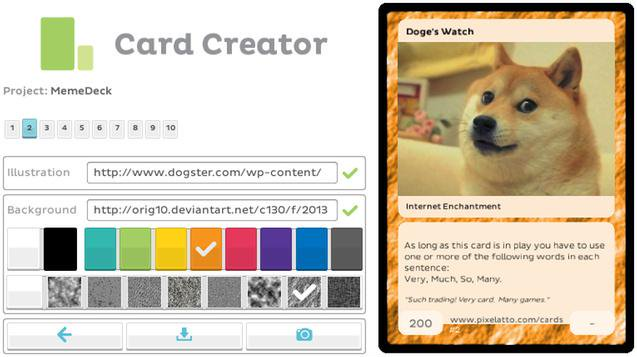 Card Creator
Project: MemeDeck
1 2 3 4 5 6 7 8 9 10
Illustration http://www.dogster.com/wp-content/
Background http://orig10.deviantart.net/c130/f/2013
Doge's Watch
Internet Enchantment
As long as this card is in play you have to use
one or more of the following words in each
sentence:
Very, Much, So, Many.
"Such trading! Very card. Many games."
200 www.pixelatto.com/cards -
#2